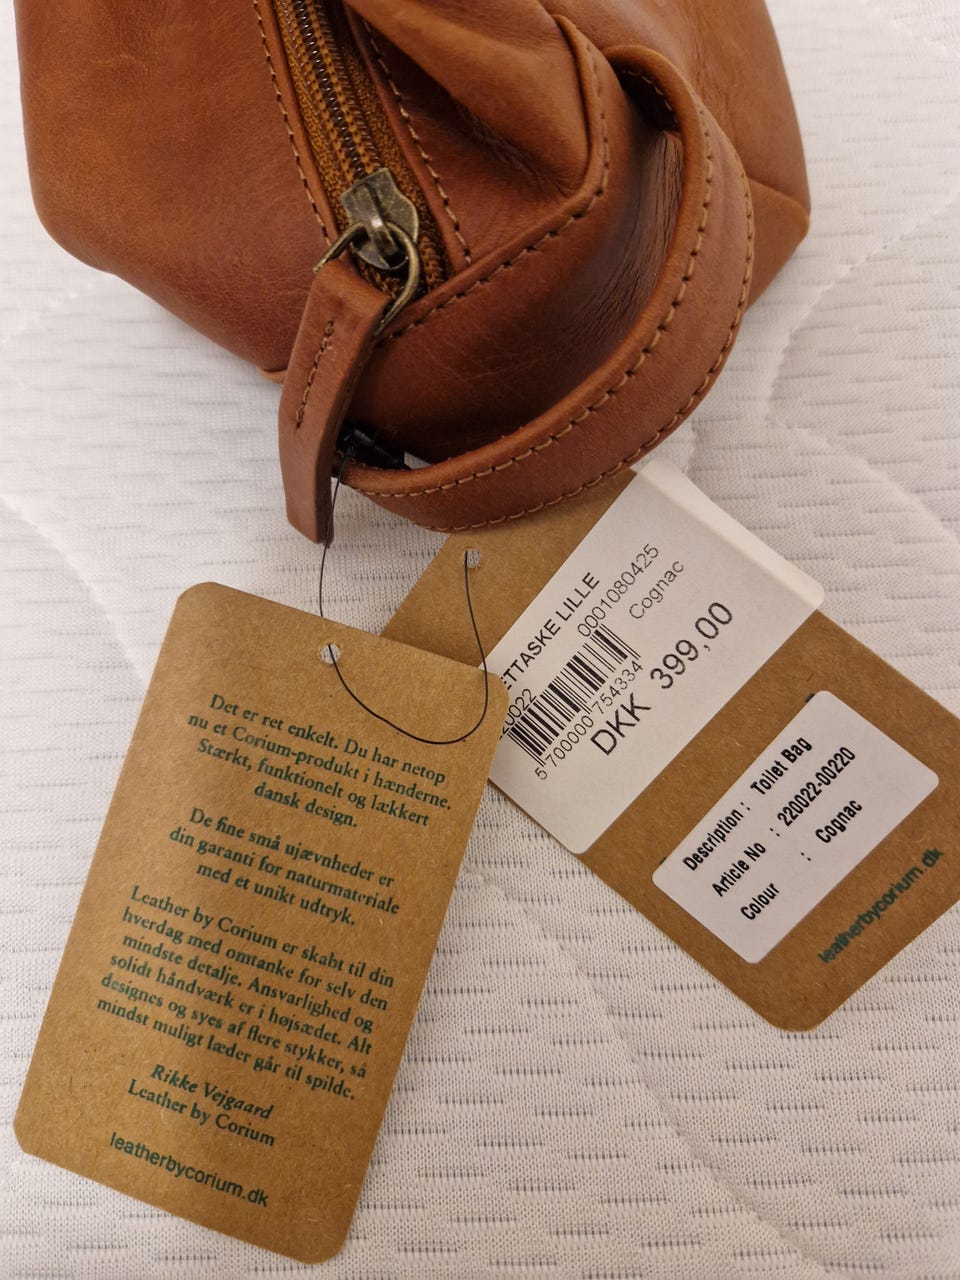 Det er ret enkelt. Du har netop
nu et Corium-produkt i hænderne.
Stærkt, funktionelt og lækkert
dansk design.
De fine små ujævnheder er
din garanti for naturmateriale
med et unikt udtryk.
Leather by Corium er skabt til din
hverdag med omtanke for selv den
mindste detalje. Ansvarlighed og
solidt håndværk er i højsædet. Alt
designes og syes af flere stykker, så
mindst muligt læder går til spilde.
Rikke Vejgaard
Leather by Corium
leatherbycorium.dk
ETTASKE LILLE
0001080425
Cognac
20022
5 700000 754334
DKK 399,00
Description : Toilet Bag
Article No : 220022-00220
Colour : Cognac
leatherbycorium.dk